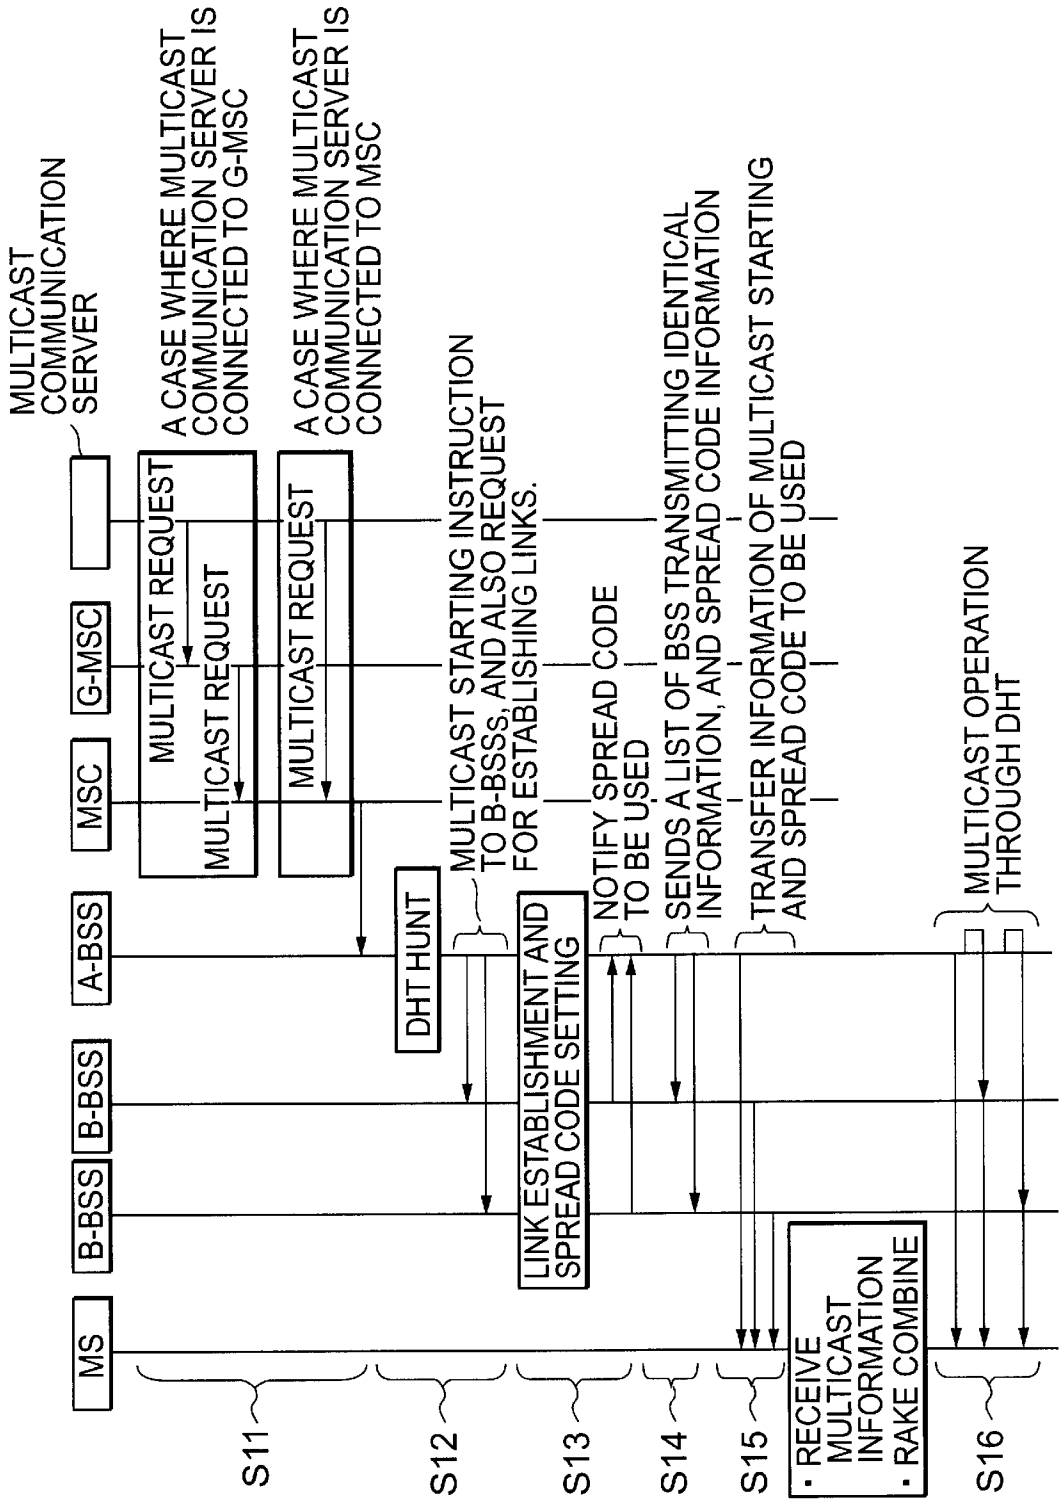 MS
B-BSS
B-BSS
A-BSS
MSC
G-MSC
MULTICAST
COMMUNICATION
SERVER
S11
MULTICAST REQUEST
MULTICAST REQUEST
A CASE WHERE MULTICAST
COMMUNICATION SERVER IS
CONNECTED TO G-MSC
MULTICAST REQUEST
A CASE WHERE MULTICAST
COMMUNICATION SERVER IS
CONNECTED TO MSC
S12
DHT HUNT
MULTICAST STARTING INSTRUCTION
TO B-BSSs, AND ALSO REQUEST
FOR ESTABLISHING LINKS.
S13
LINK ESTABLISHMENT AND
SPREAD CODE SETTING
NOTIFY SPREAD CODE
TO BE USED
S14
SENDS A LIST OF BSS TRANSMITTING IDENTICAL
INFORMATION, AND SPREAD CODE INFORMATION
S15
TRANSFER INFORMATION OF MULTICAST STARTING
AND SPREAD CODE TO BE USED
· RECEIVE
MULTICAST
INFORMATION
· RAKE COMBINE
S16
MULTICAST OPERATION
THROUGH DHT